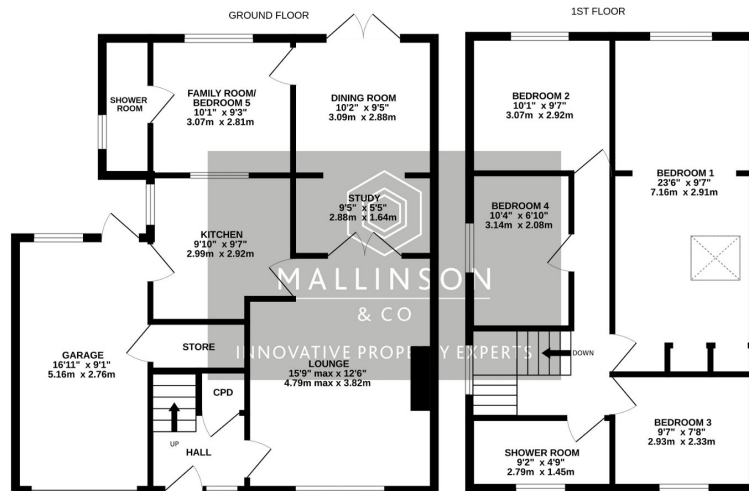 GROUND FLOOR
1ST FLOOR
SHOWER
ROOM
FAMILY ROOM/
BEDROOM 5
10'1" x 9'3"
3.07m x 2.81m
DINING ROOM
10'2" x 9'5"
3.09m x 2.88m
STUDY
9'5" x 5'5"
2.88m x 1.64m
KITCHEN
9'10" x 9'7"
2.99m x 2.92m
GARAGE
16'11" x 9'1"
5.16m x 2.76m
STORE
CPD
UP
HALL
LOUNGE
15'9" max x 12'6"
4.79m max x 3.82m
BEDROOM 2
10'1" x 9'7"
3.07m x 2.92m
BEDROOM 1
23'6" x 9'7"
7.16m x 2.91m
BEDROOM 4
10'4" x 6'10"
3.14m x 2.08m
DOWN
BEDROOM 3
9'7" x 7'8"
2.93m x 2.33m
SHOWER ROOM
9'2" x 4'9"
2.79m x 1.45m
MALLINSON
& CO
INNOVATIVE PROPERTY EXPERTS